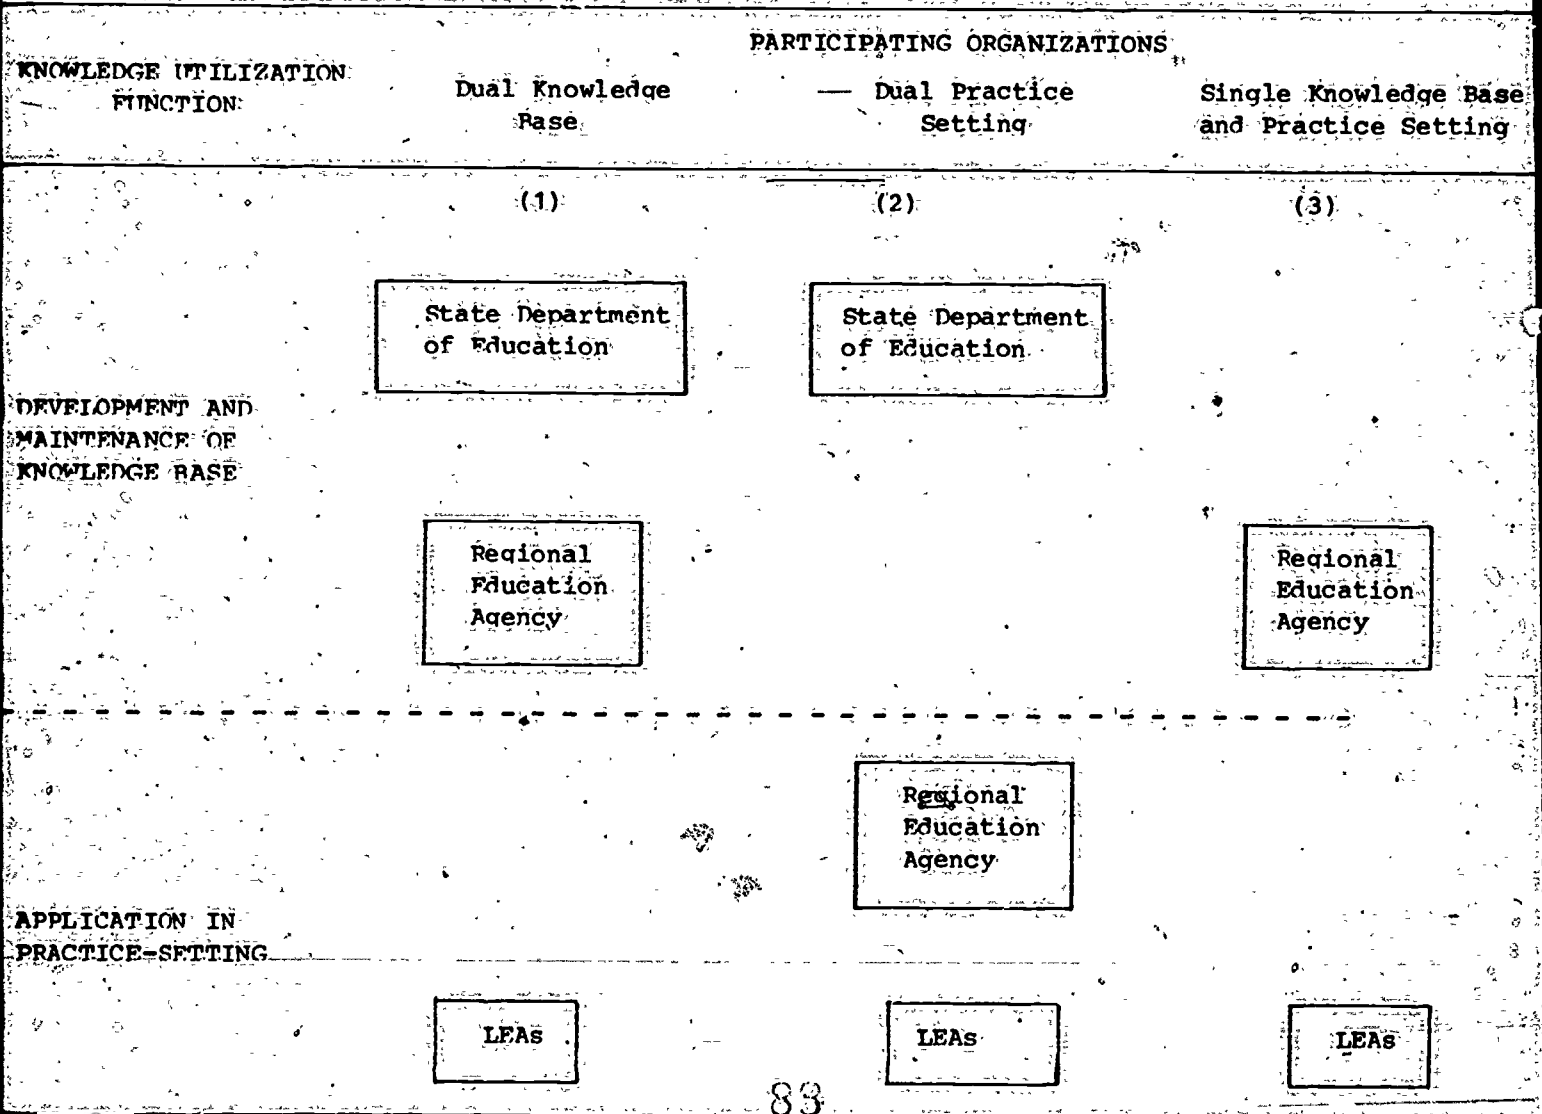 PARTICIPATING ORGANIZATIONS
KNOWLEDGE UTILIZATION
FUNCTION
Dual Knowledge
Base
— Dual Practice
Setting
Single Knowledge Base
and Practice Setting
(1)
(2)
(3)
State Department
of Education
State Department
of Education
DEVELOPMENT AND
MAINTENANCE OF
KNOWLEDGE BASE
Regional
Education
Agency
Regional
Education
Agency
Regional
Education
Agency
APPLICATION IN
PRACTICE-SETTING
LEAs
LEAs
LEAs
83